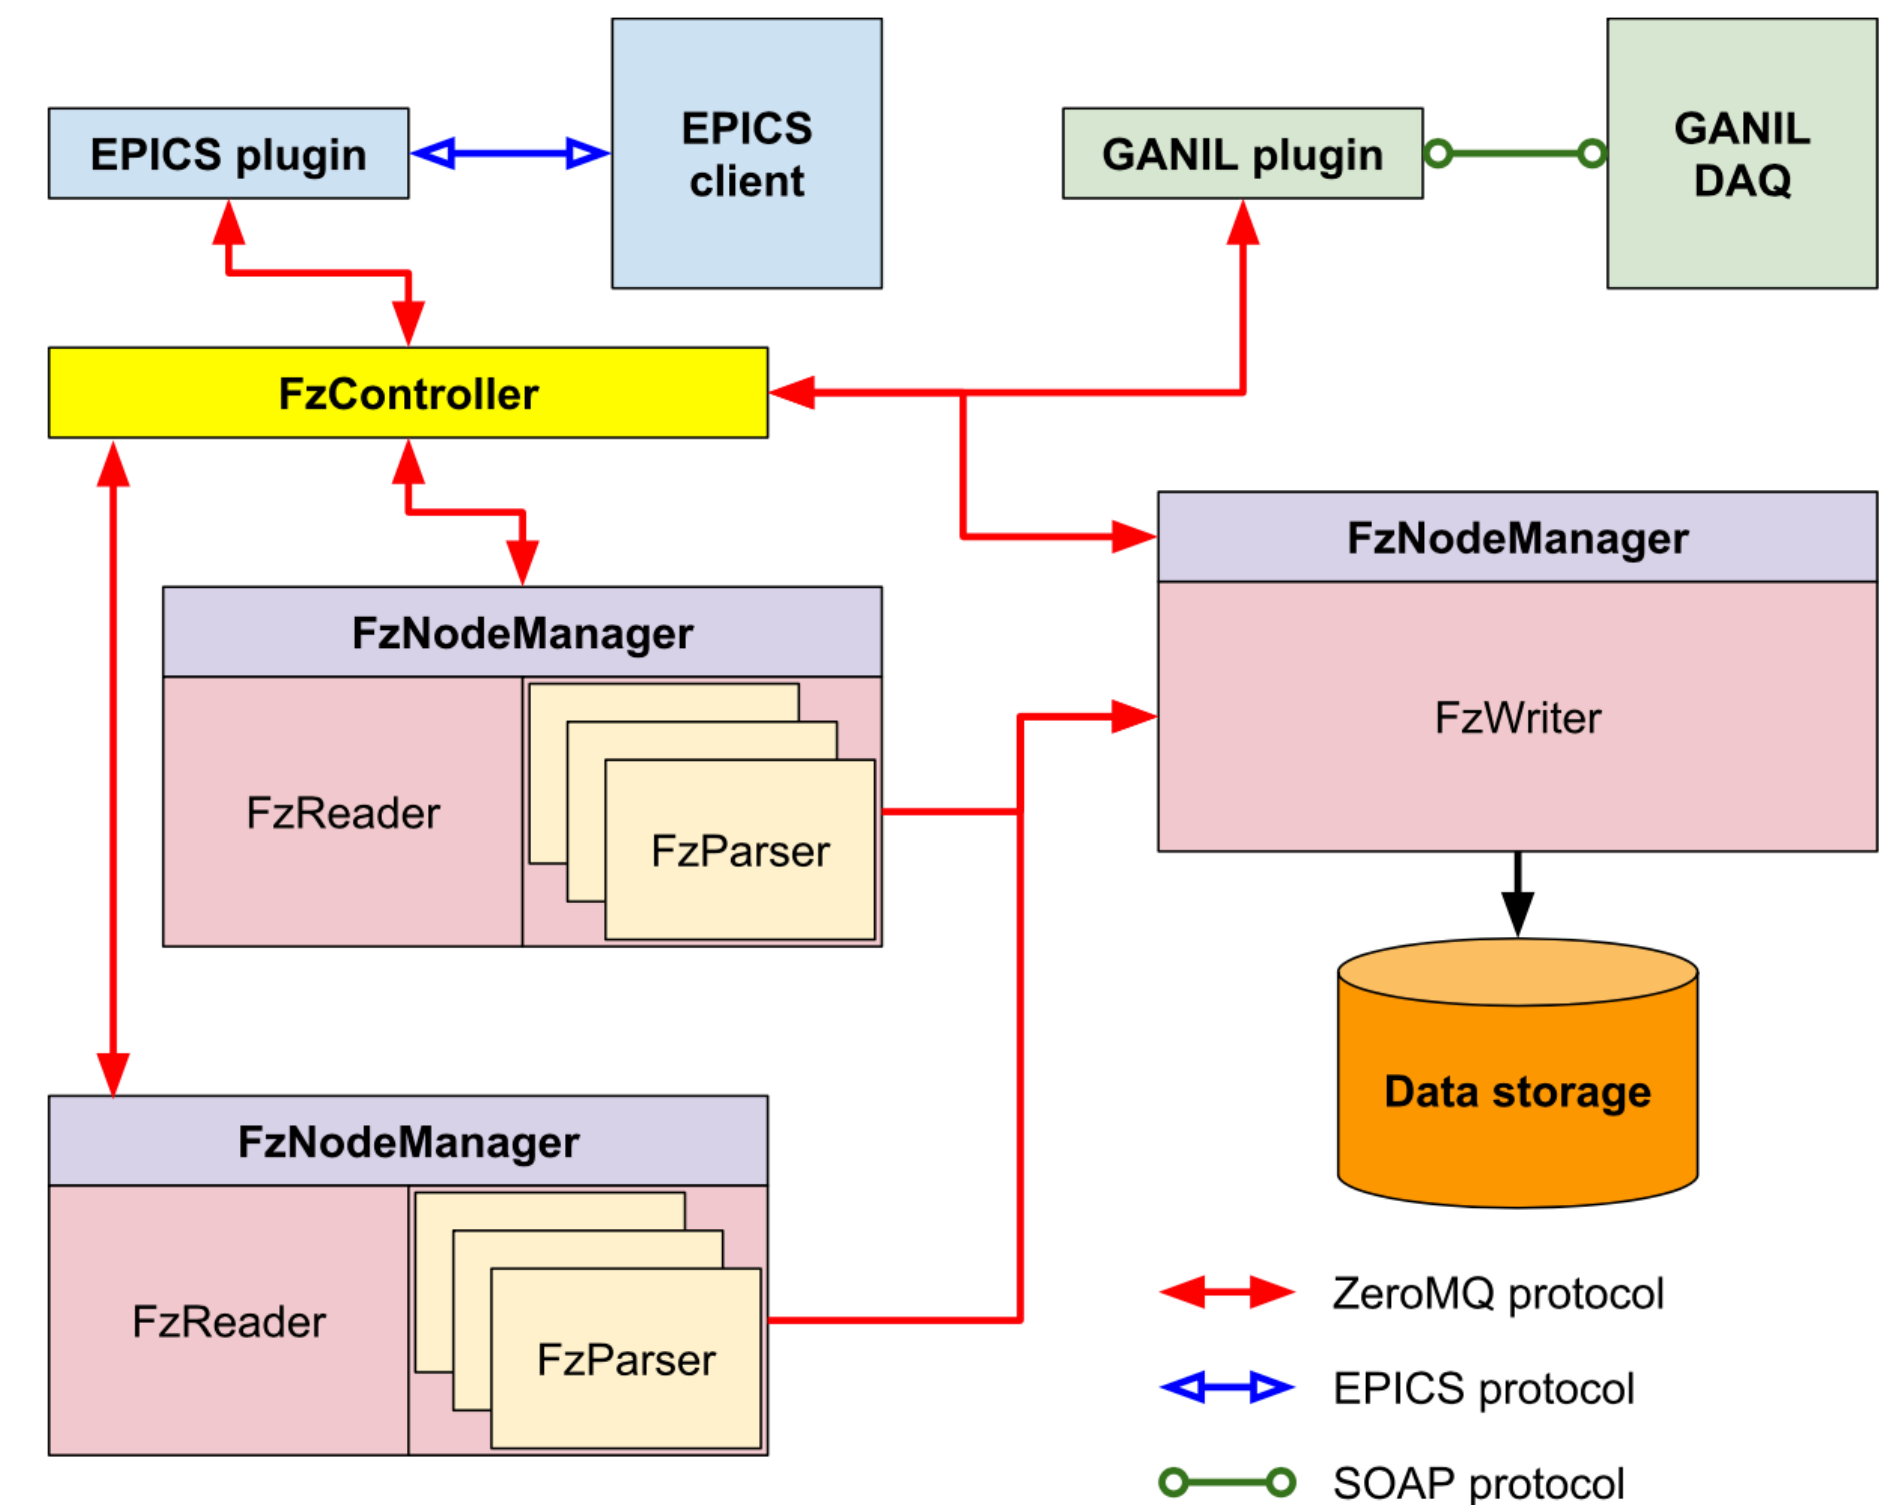 EPICS plugin
EPICS
client
GANIL plugin
GANIL
DAQ
FzController
FzNodeManager
FzWriter
FzNodeManager
FzReader
FzParser
Data storage
FzNodeManager
FzReader
FzParser
ZeroMQ protocol
EPICS protocol
SOAP protocol